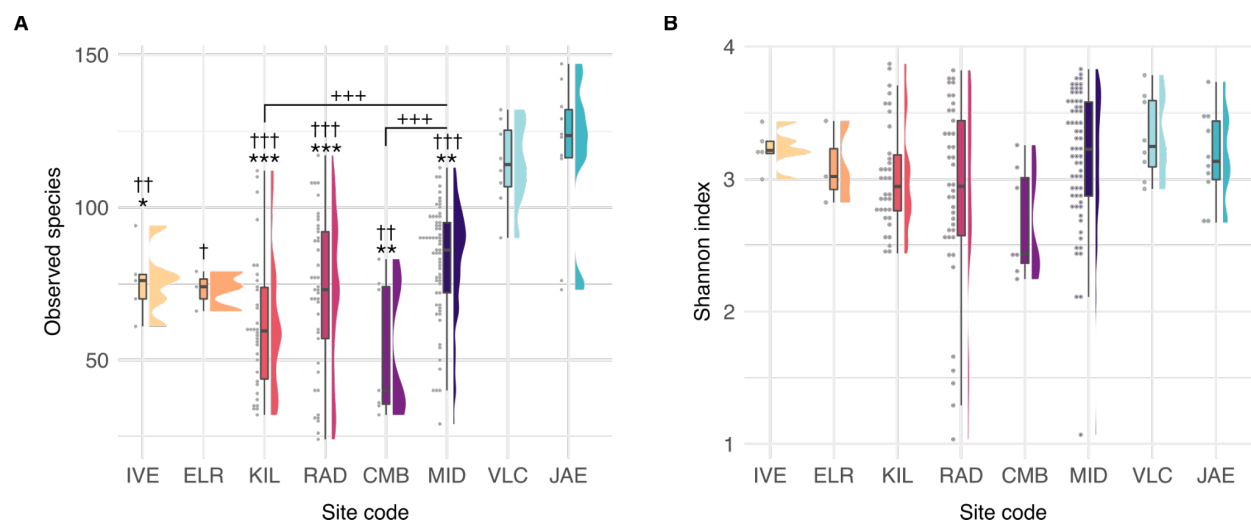 A
B
Observed species
150
100
50
+++
+++
†††
***
†††
***
†††
**
††
*
†
††
**
IVE ELR KIL RAD CMB MID VLC JAE
Site code
Shannon index
4
3
2
1
IVE ELR KIL RAD CMB MID VLC JAE
Site code